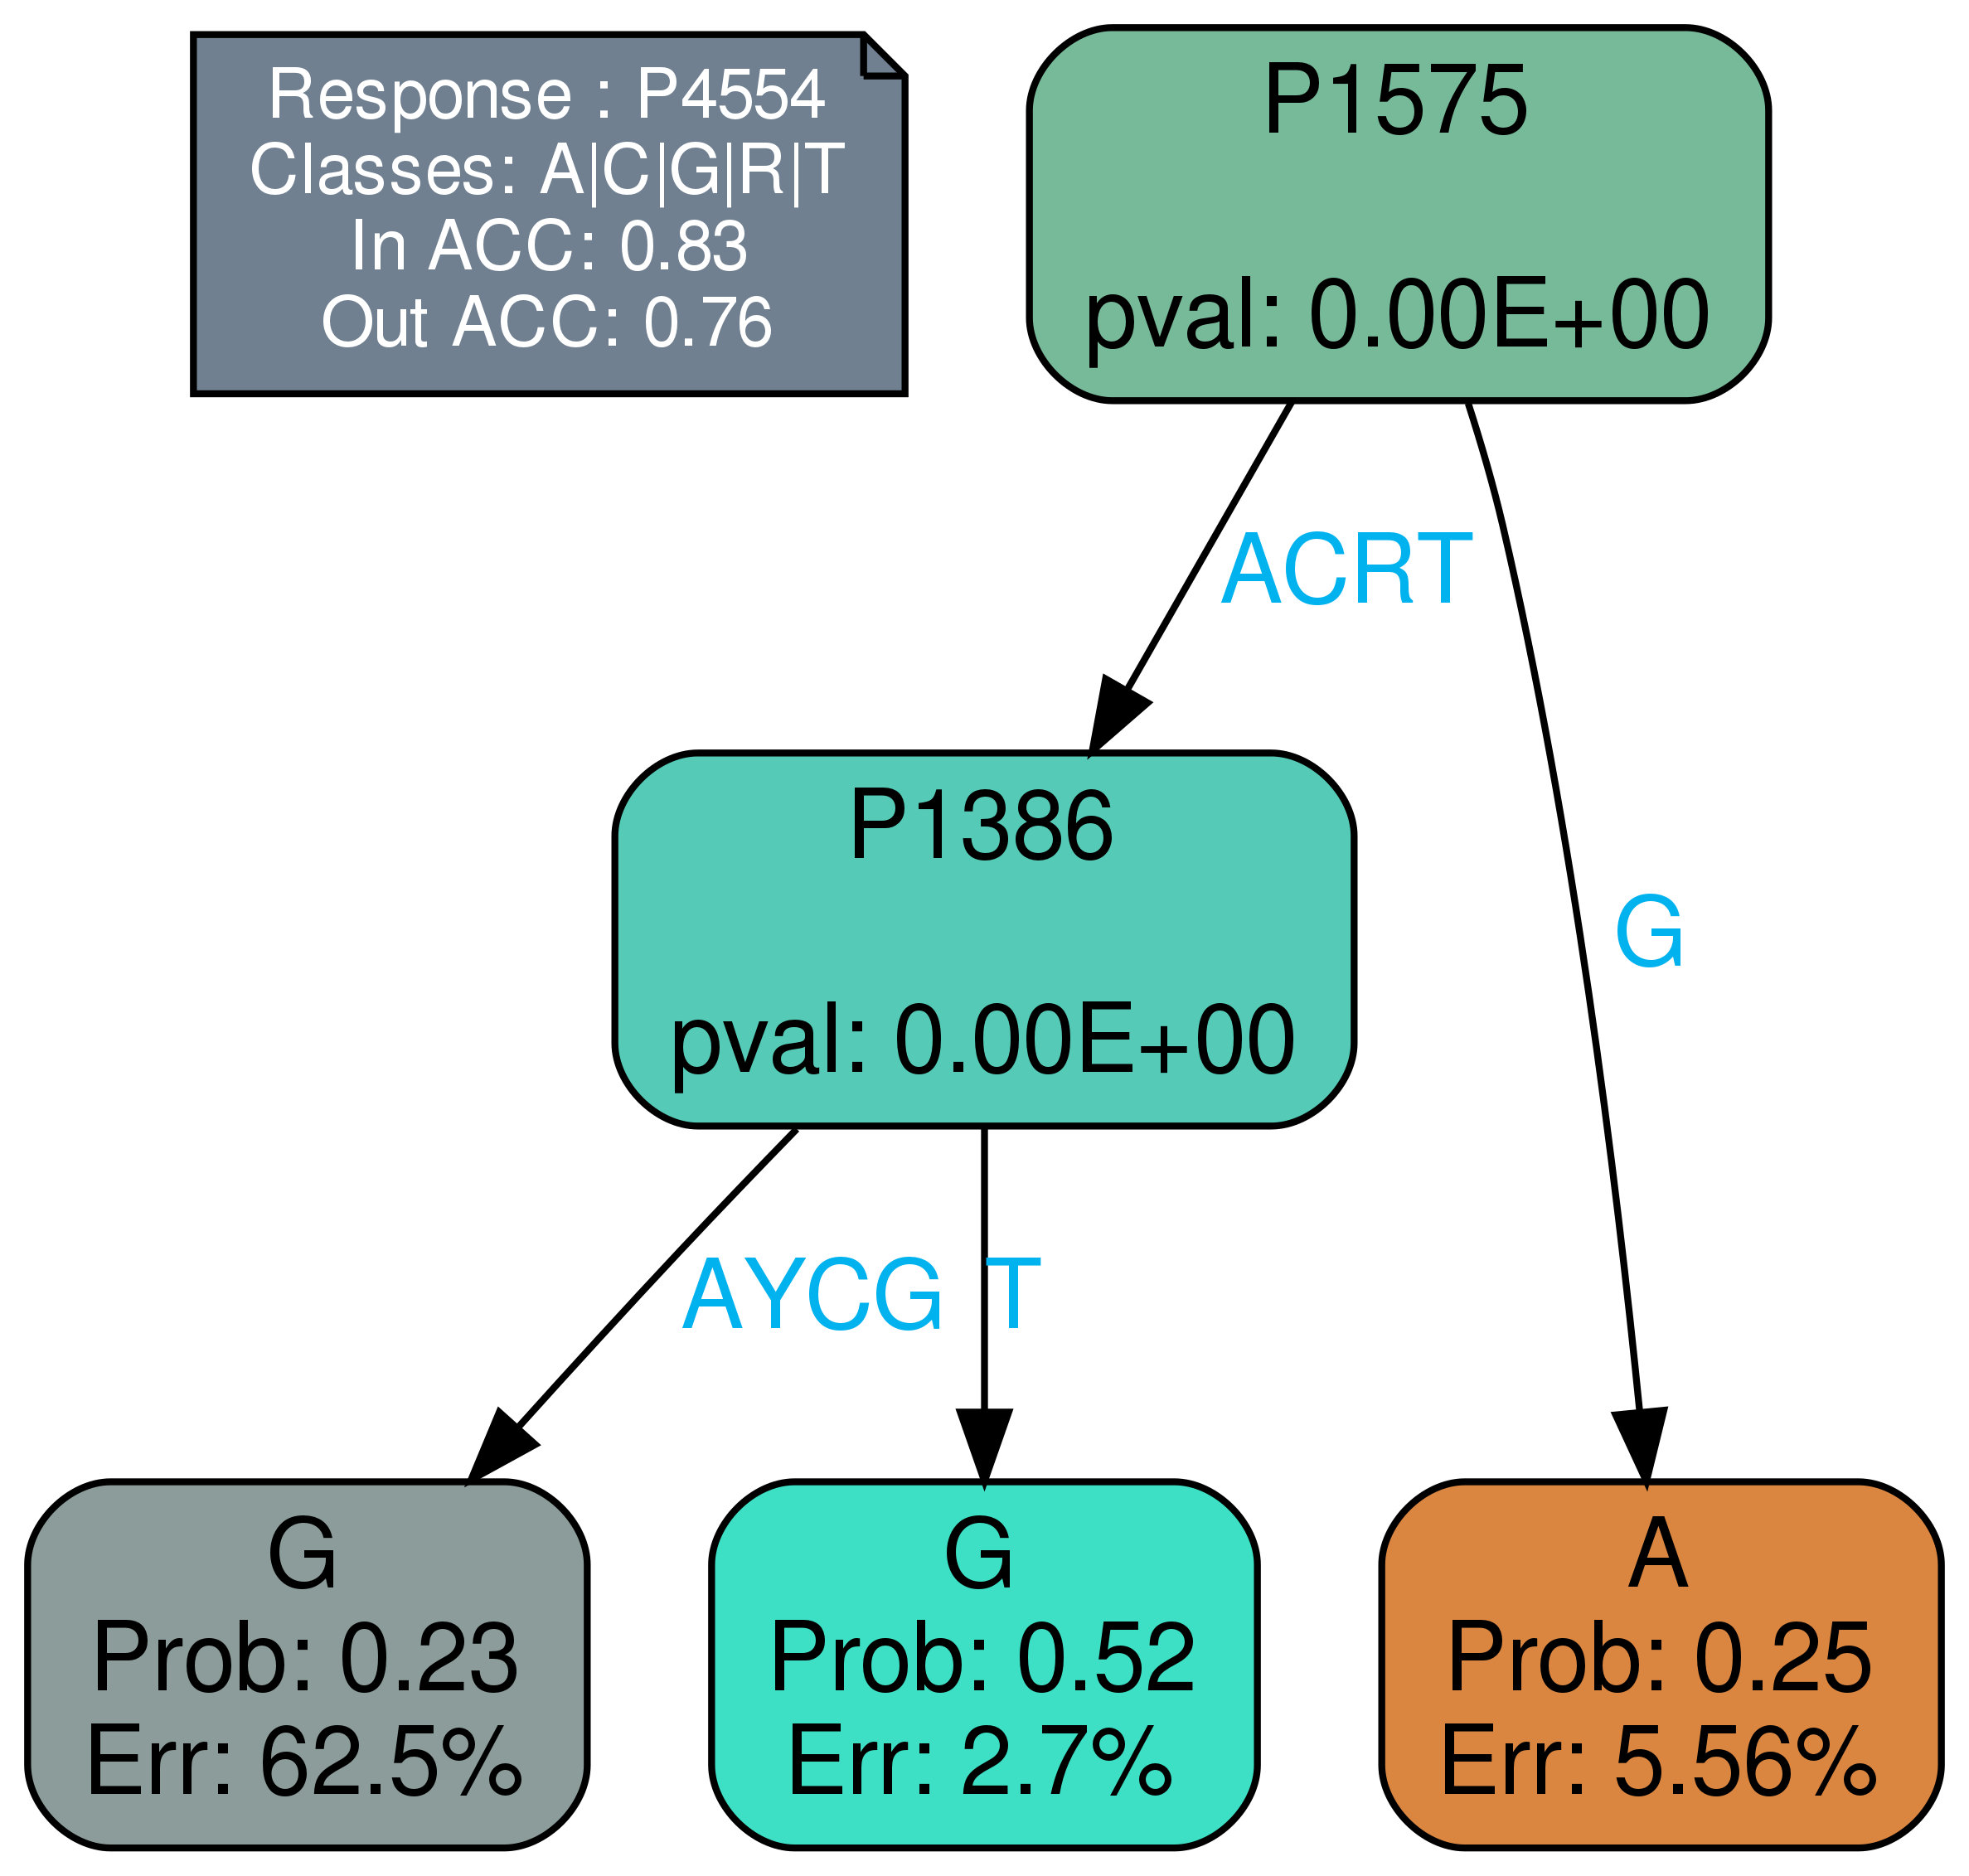 Response : P4554
Classes: A|C|G|R|T
In ACC: 0.83
Out ACC: 0.76
P1575
pval: 0.00E+00
ACRT
P1386
pval: 0.00E+00
G
AYCG
T
G
Prob: 0.23
Err: 62.5%
G
Prob: 0.52
Err: 2.7%
A
Prob: 0.25
Err: 5.56%